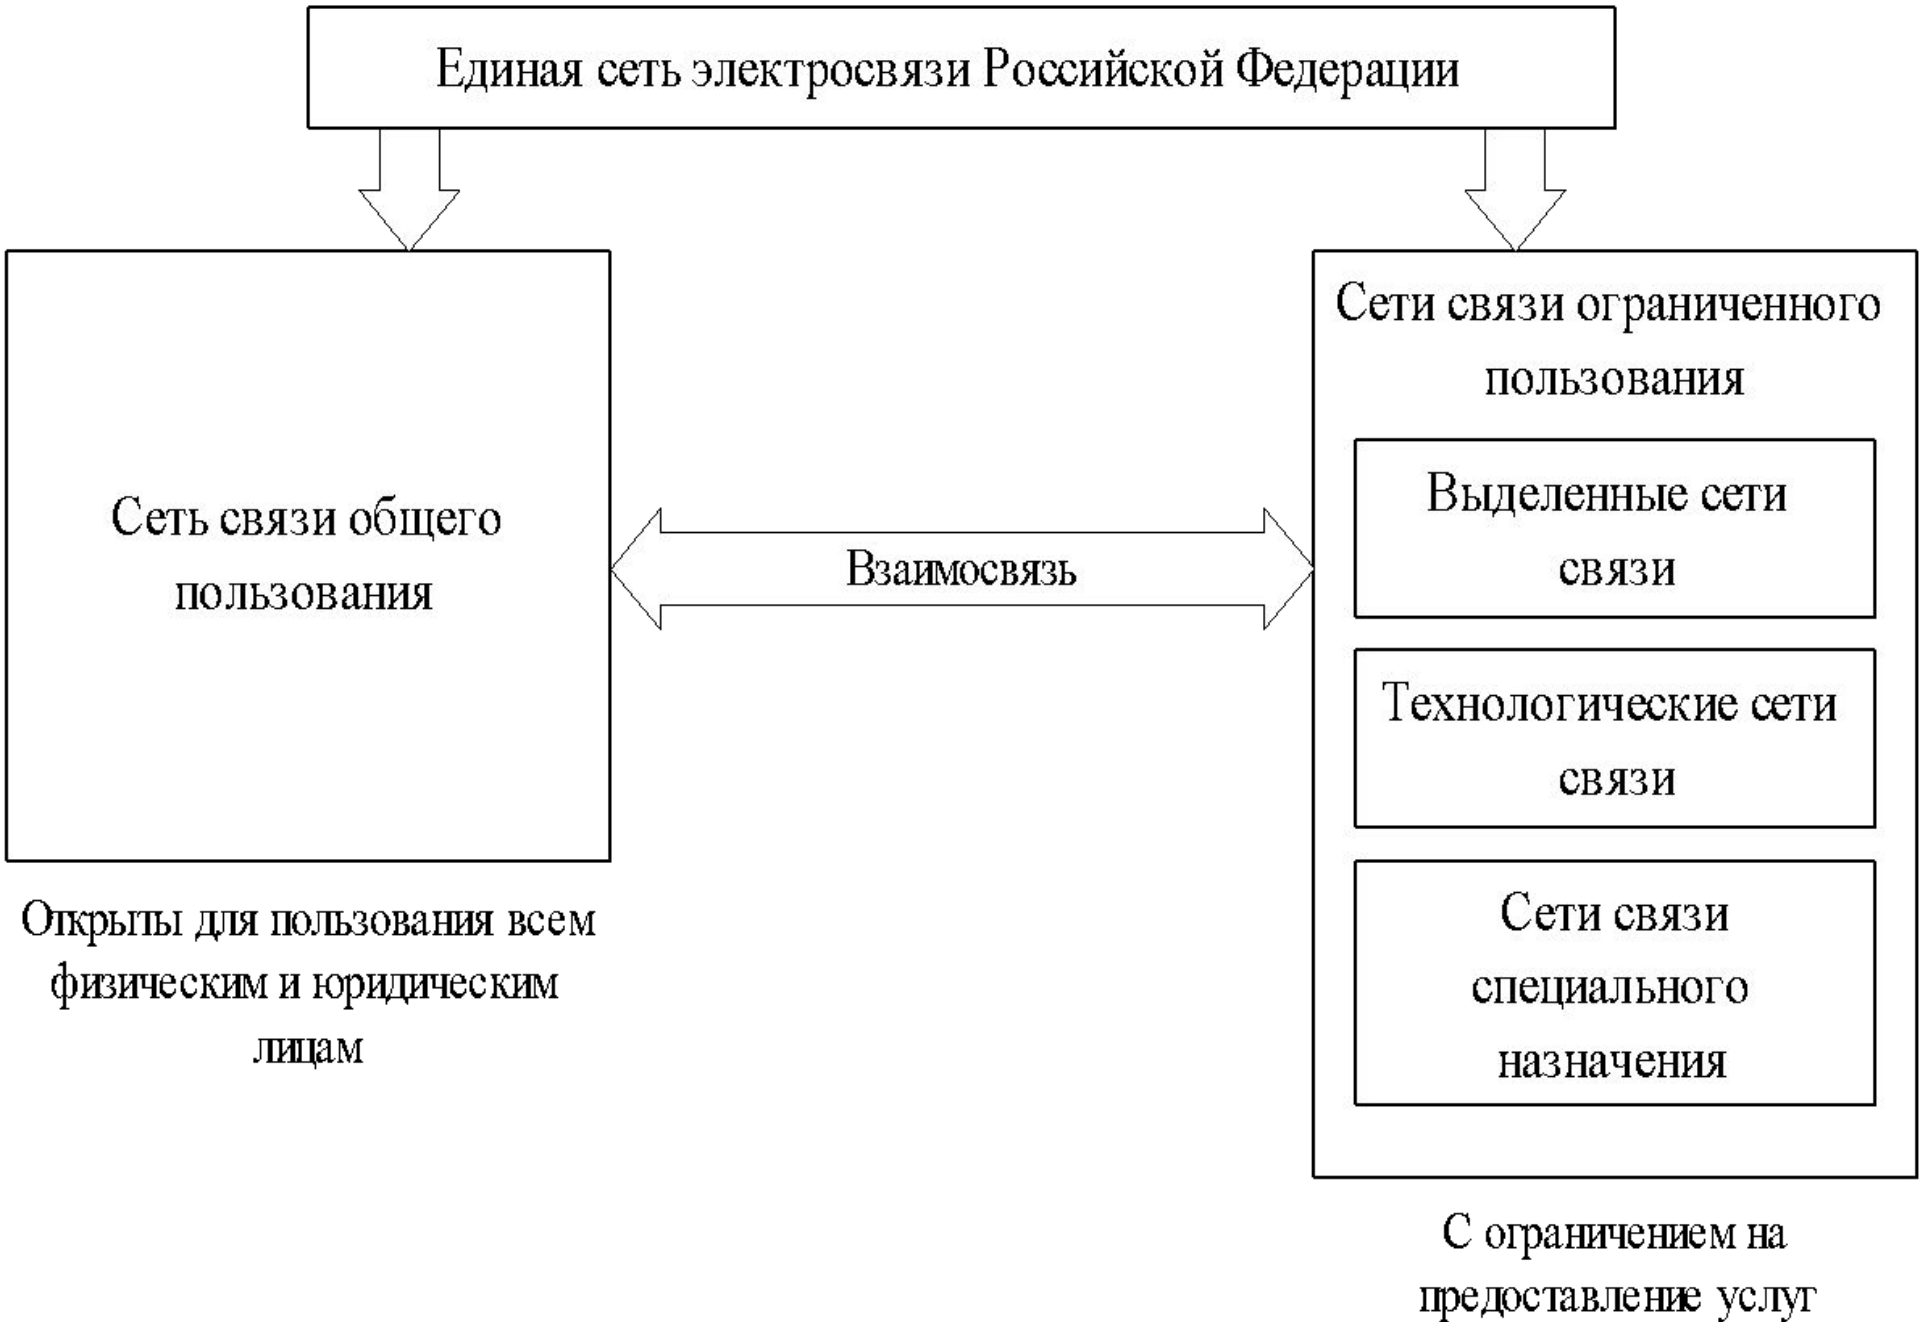 Единая сеть электросвязи Российской Федерации
Сеть связи общего
пользования
Открыты для пользования всем
физическим и юридическим
лицам
Взаимосвязь
Сети связи ограниченного
пользования
Выделенные сети
связи
Технологические сети
связи
Сети связи
специального
назначения
С ограничением на
предоставление услуг